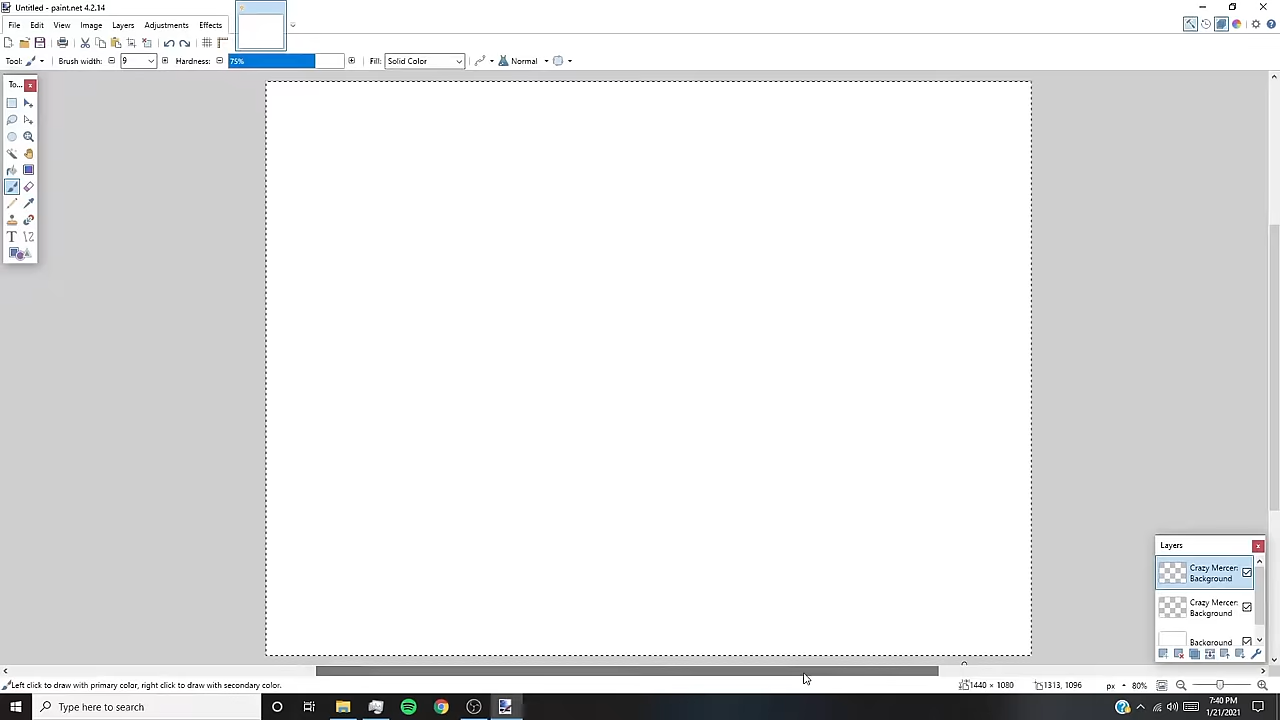 Untitled - paint.net 4.2.14
File Edit View Image Layers Adjustments Effects
Tool: Brush width: 9 Hardness: 75% Fill: Solid Color Normal
To...
T
Layers
Crazy Mercer:
Background
Crazy Mercer:
Background
Background
Left click to draw with primary color, right click to draw with secondary color. 1440 × 1080 1313, 1096 px 80%
Type here to search
7:40 PM
1/21/2021